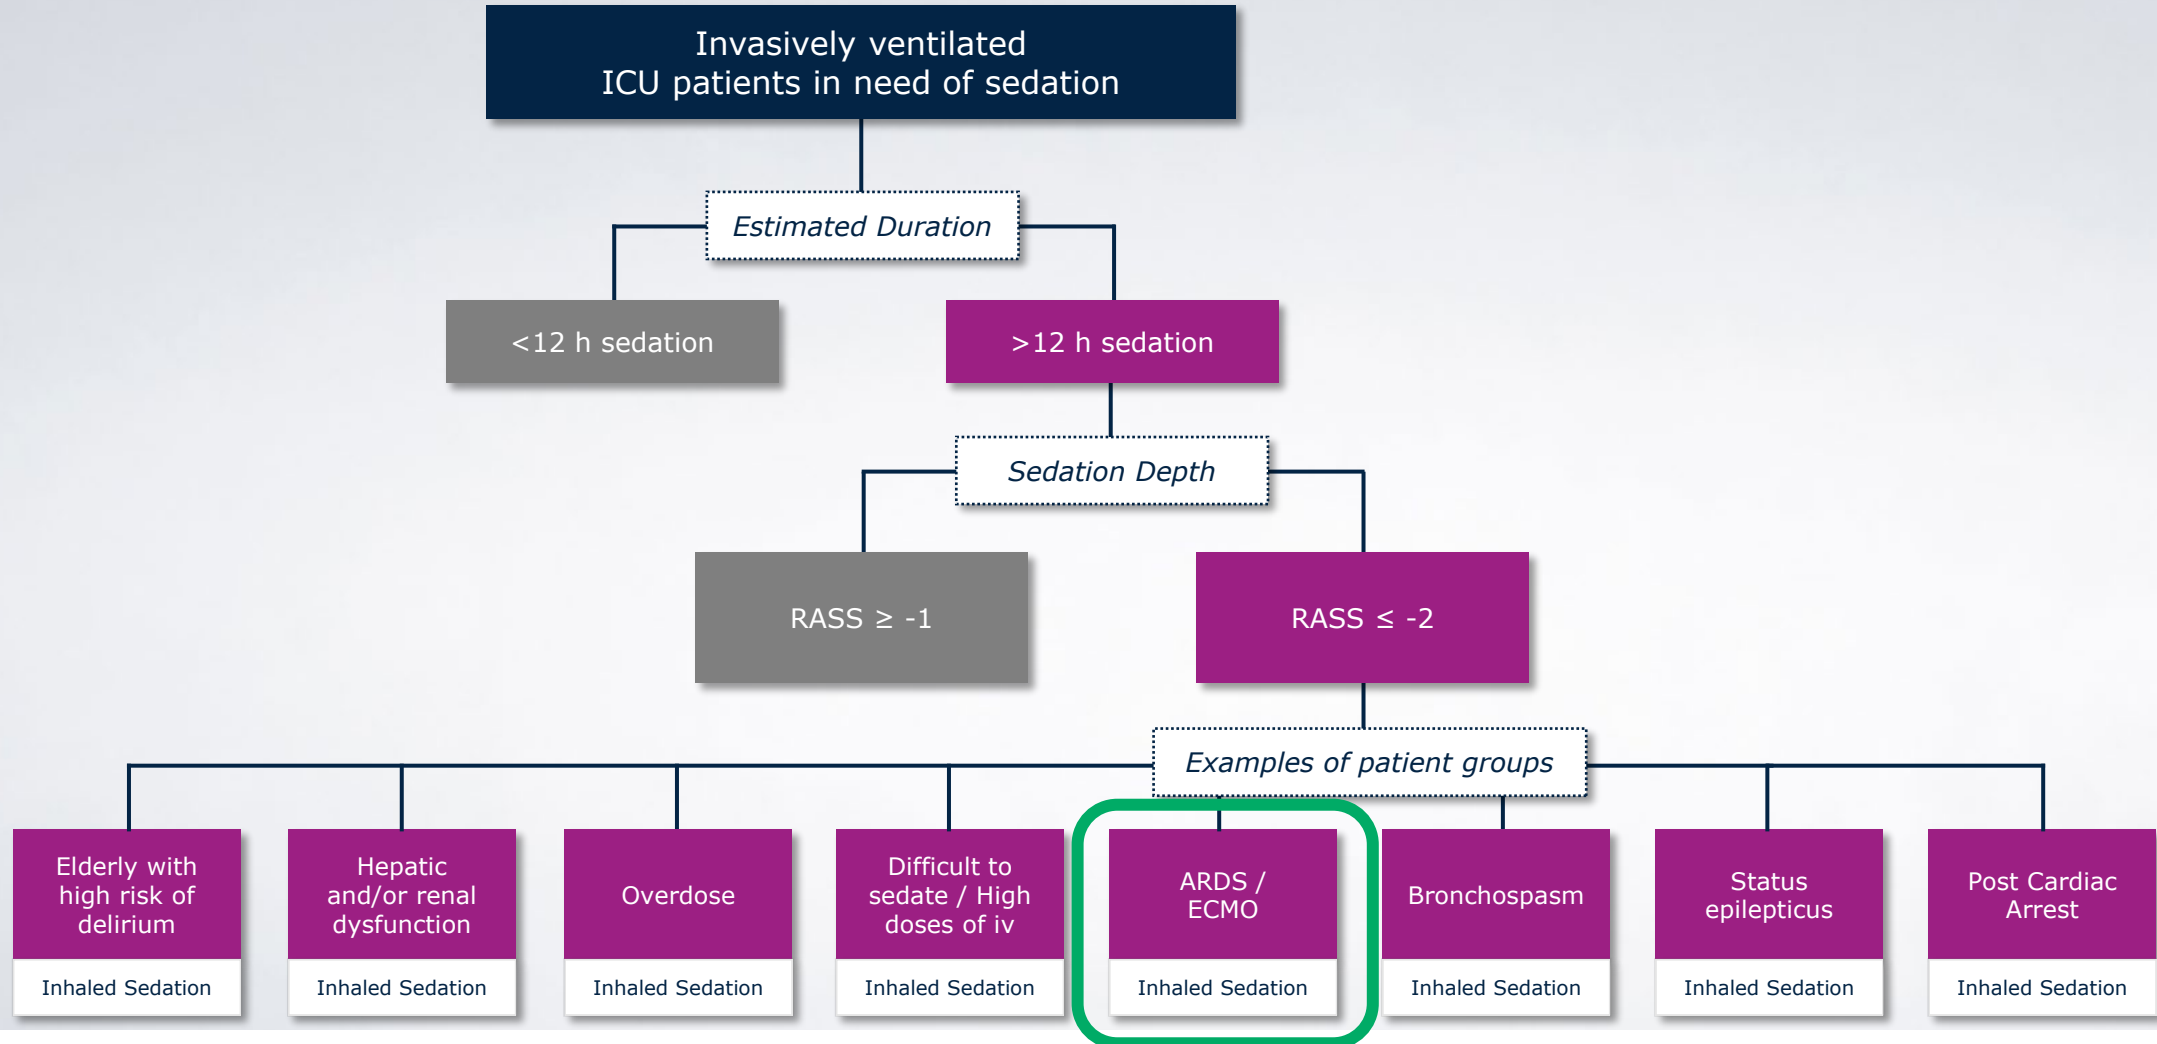 Invasively ventilated
ICU patients in need of sedation
Estimated Duration
<12 h sedation
>12 h sedation
Sedation Depth
RASS ≥ -1
RASS ≤ -2
Examples of patient groups
Elderly with
high risk of
delirium
Inhaled Sedation
Hepatic
and/or renal
dysfunction
Inhaled Sedation
Overdose
Inhaled Sedation
Difficult to
sedate / High
doses of iv
Inhaled Sedation
ARDS /
ECMO
Inhaled Sedation
Bronchospasm
Inhaled Sedation
Status
epilepticus
Inhaled Sedation
Post Cardiac
Arrest
Inhaled Sedation